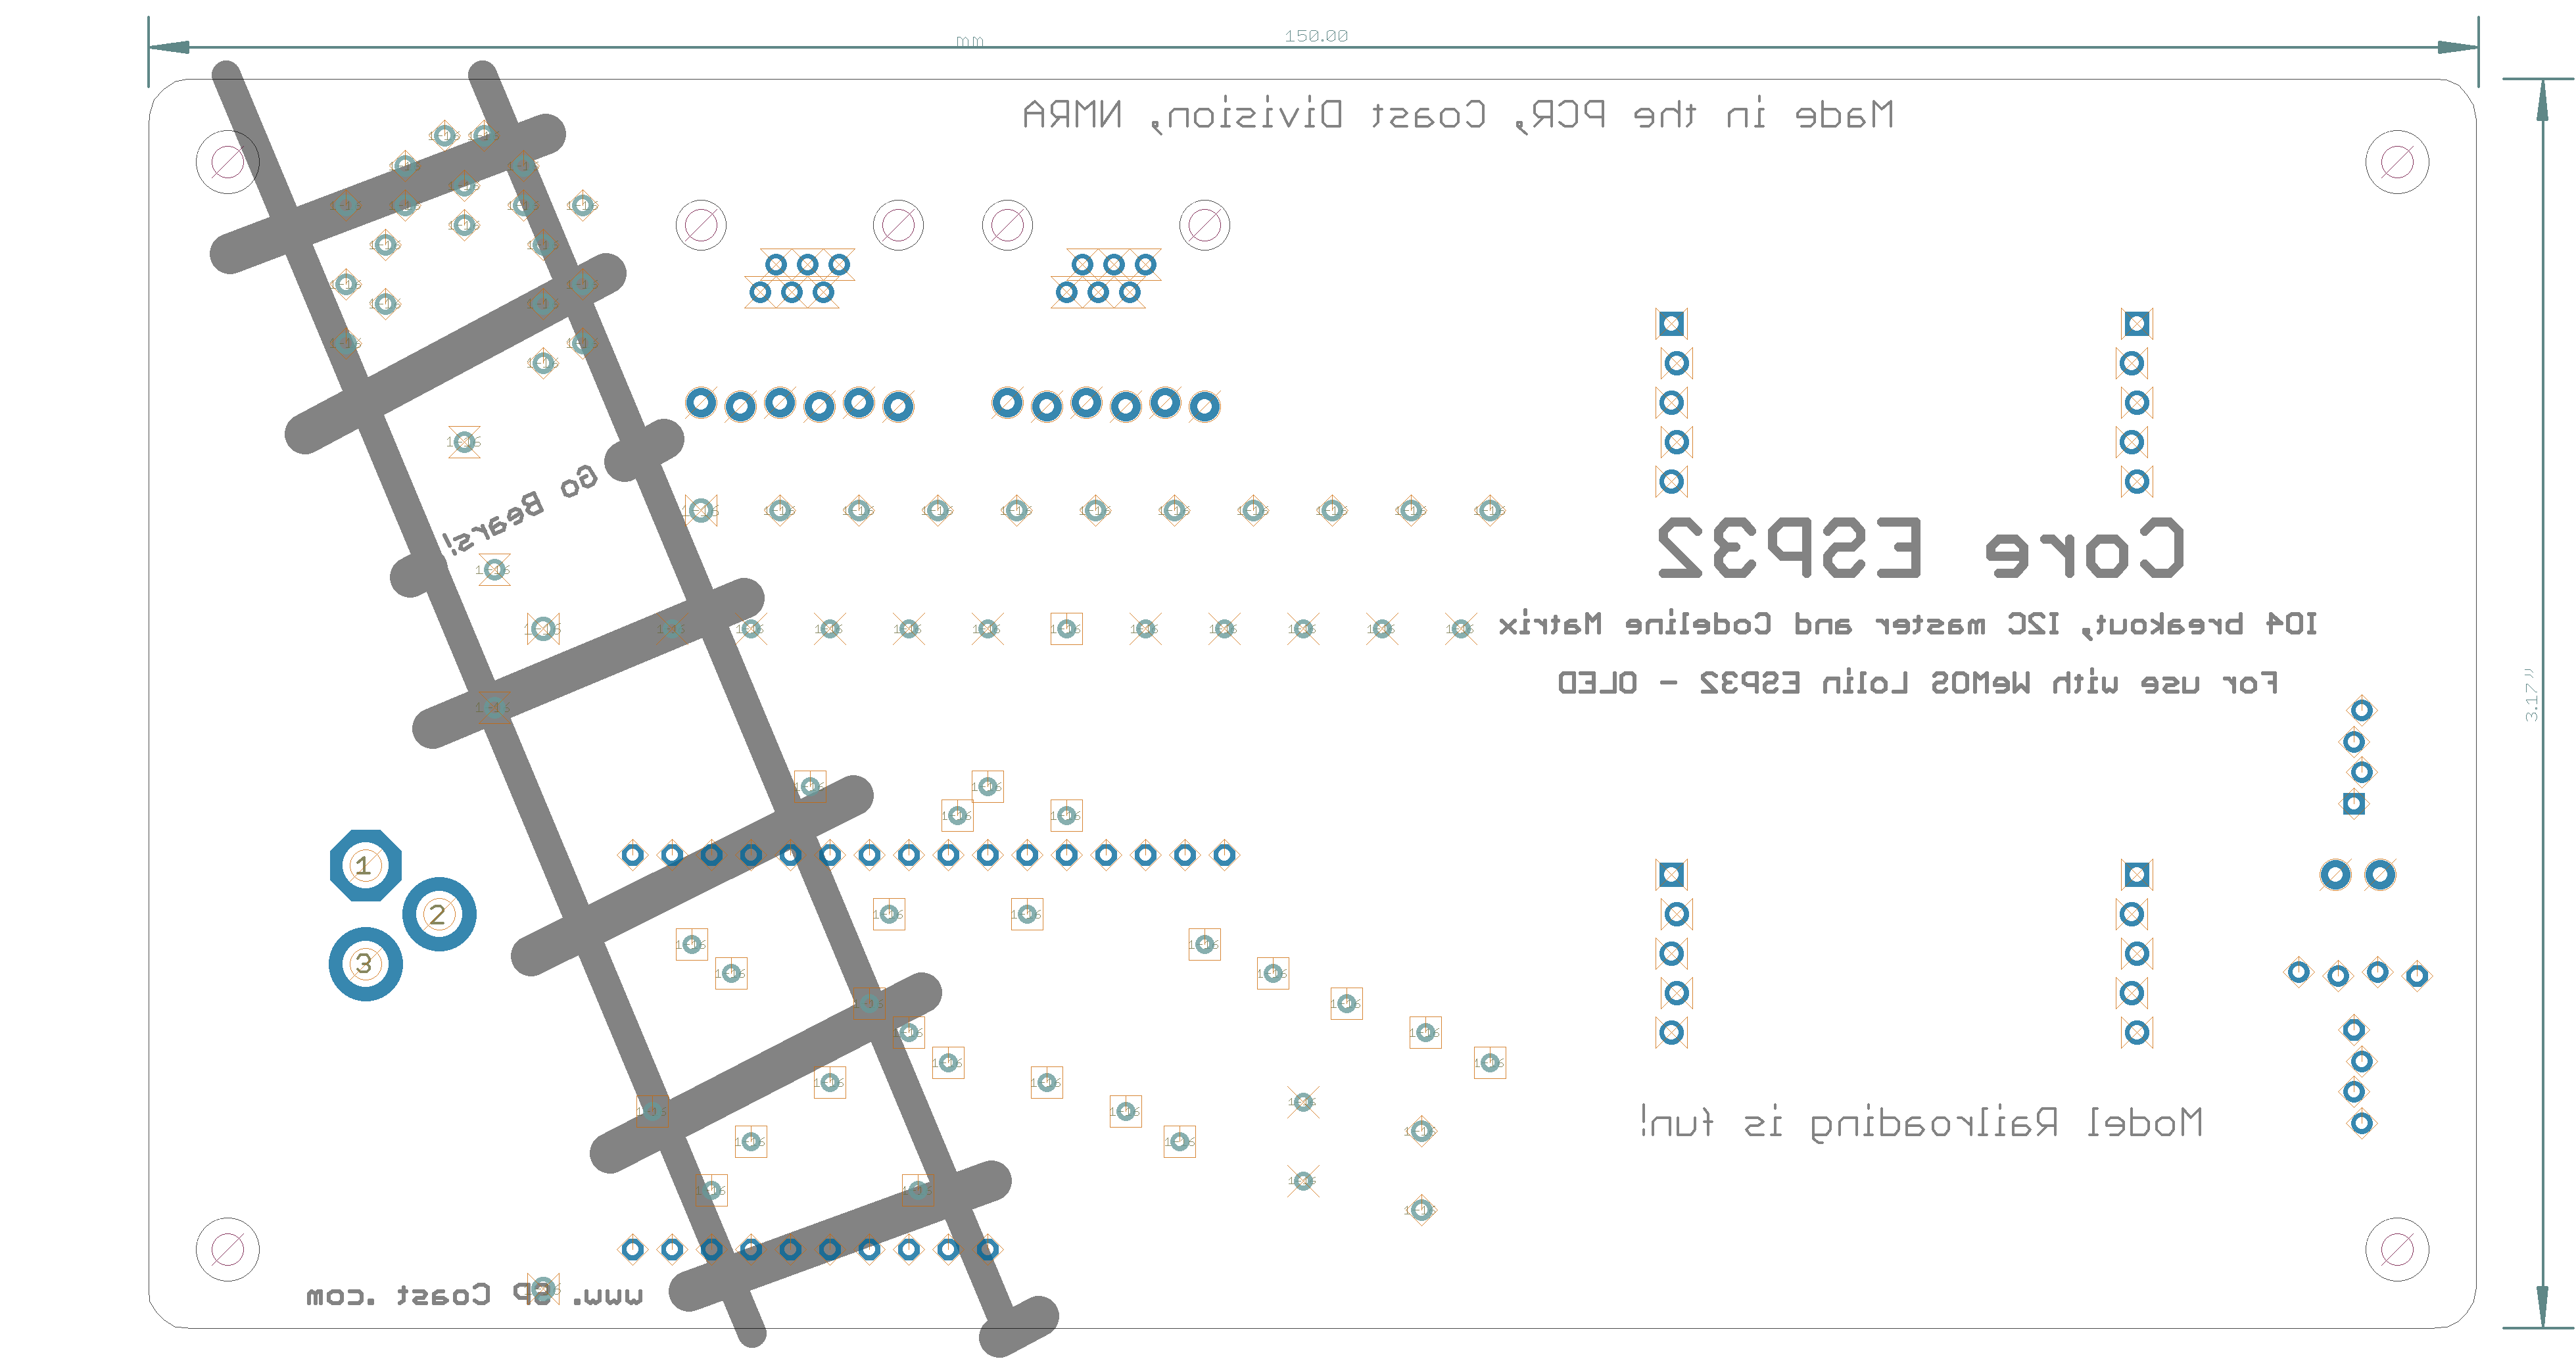 mm 150.00
Made in the PCR, Coast Division, NMRA
Go Bears!
Core ESP32
IO4 breakout, I2C master and Codeline Matrix
For use with WeMOS Lolin ESP32 - OLED
3.17"
1
2
3
Model Railroading is fun!
www. SP Coast .com